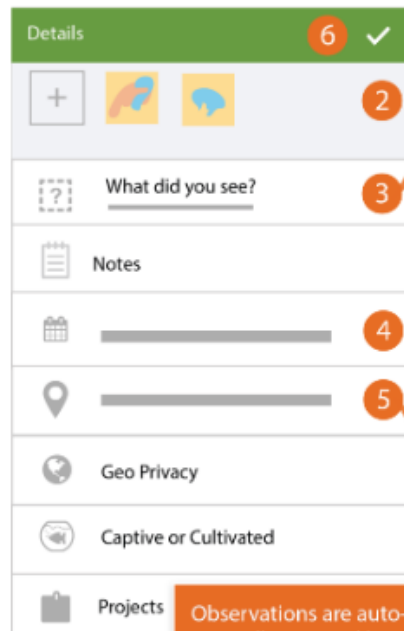 Details 6
2
?
What did you see? 3
Notes
4
5
Geo Privacy
Captive or Cultivated
Projects
Observations are auto-